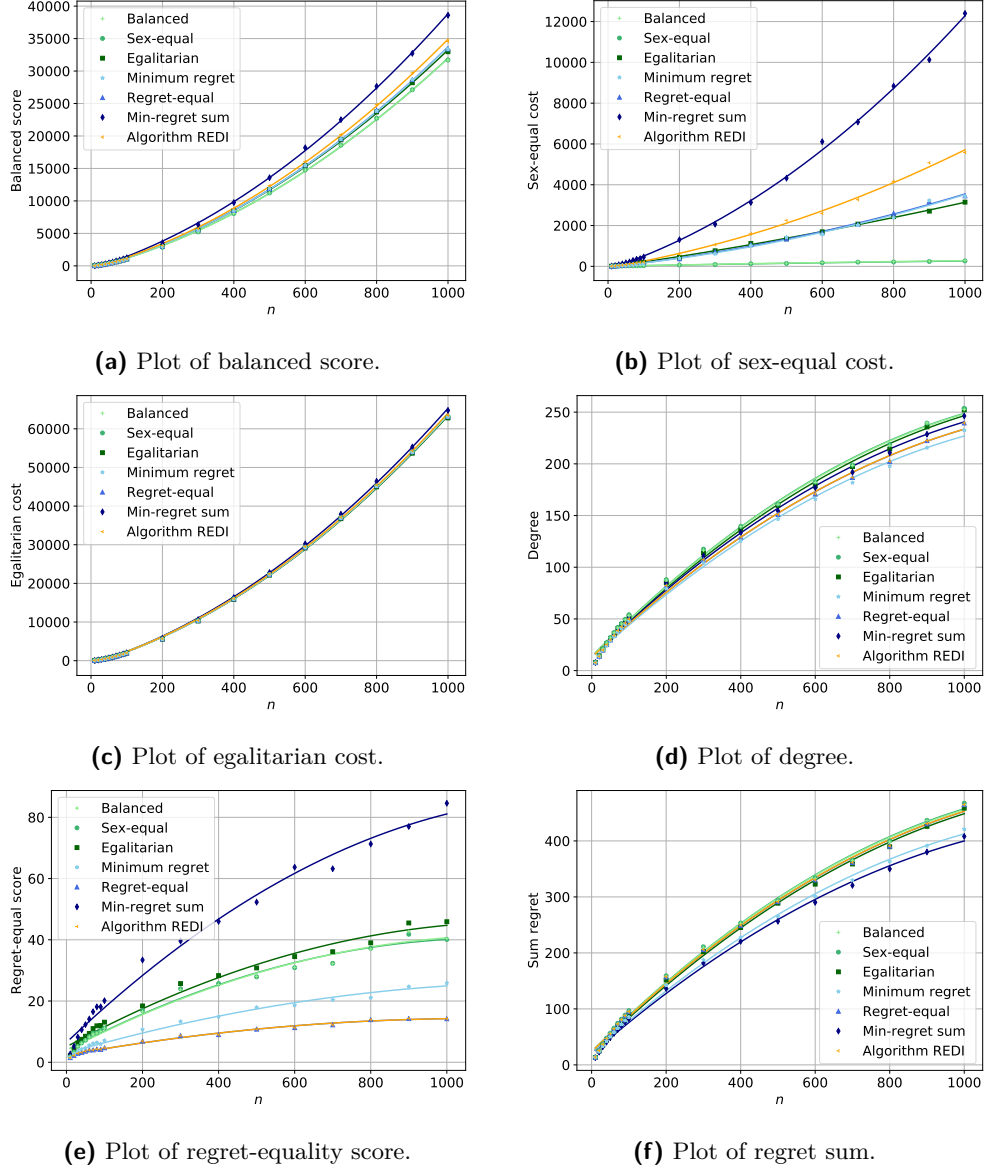 Balanced score
40000
35000
30000
25000
20000
15000
10000
5000
0
Balanced
Sex-equal
Egalitarian
Minimum regret
Regret-equal
Min-regret sum
Algorithm REDI
0 200 400 600 800 1000
n
(a) Plot of balanced score.
Sex-equal cost
12000
10000
8000
6000
4000
2000
0
Balanced
Sex-equal
Egalitarian
Minimum regret
Regret-equal
Min-regret sum
Algorithm REDI
0 200 400 600 800 1000
n
(b) Plot of sex-equal cost.
Egalitarian cost
60000
50000
40000
30000
20000
10000
0
Balanced
Sex-equal
Egalitarian
Minimum regret
Regret-equal
Min-regret sum
Algorithm REDI
0 200 400 600 800 1000
n
(c) Plot of egalitarian cost.
Degree
250
200
150
100
50
0
Balanced
Sex-equal
Egalitarian
Minimum regret
Regret-equal
Min-regret sum
Algorithm REDI
0 200 400 600 800 1000
n
(d) Plot of degree.
Regret-equal score
80
60
40
20
0
Balanced
Sex-equal
Egalitarian
Minimum regret
Regret-equal
Min-regret sum
Algorithm REDI
0 200 400 600 800 1000
n
(e) Plot of regret-equality score.
Sum regret
400
300
200
100
0
Balanced
Sex-equal
Egalitarian
Minimum regret
Regret-equal
Min-regret sum
Algorithm REDI
0 200 400 600 800 1000
n
(f) Plot of regret sum.